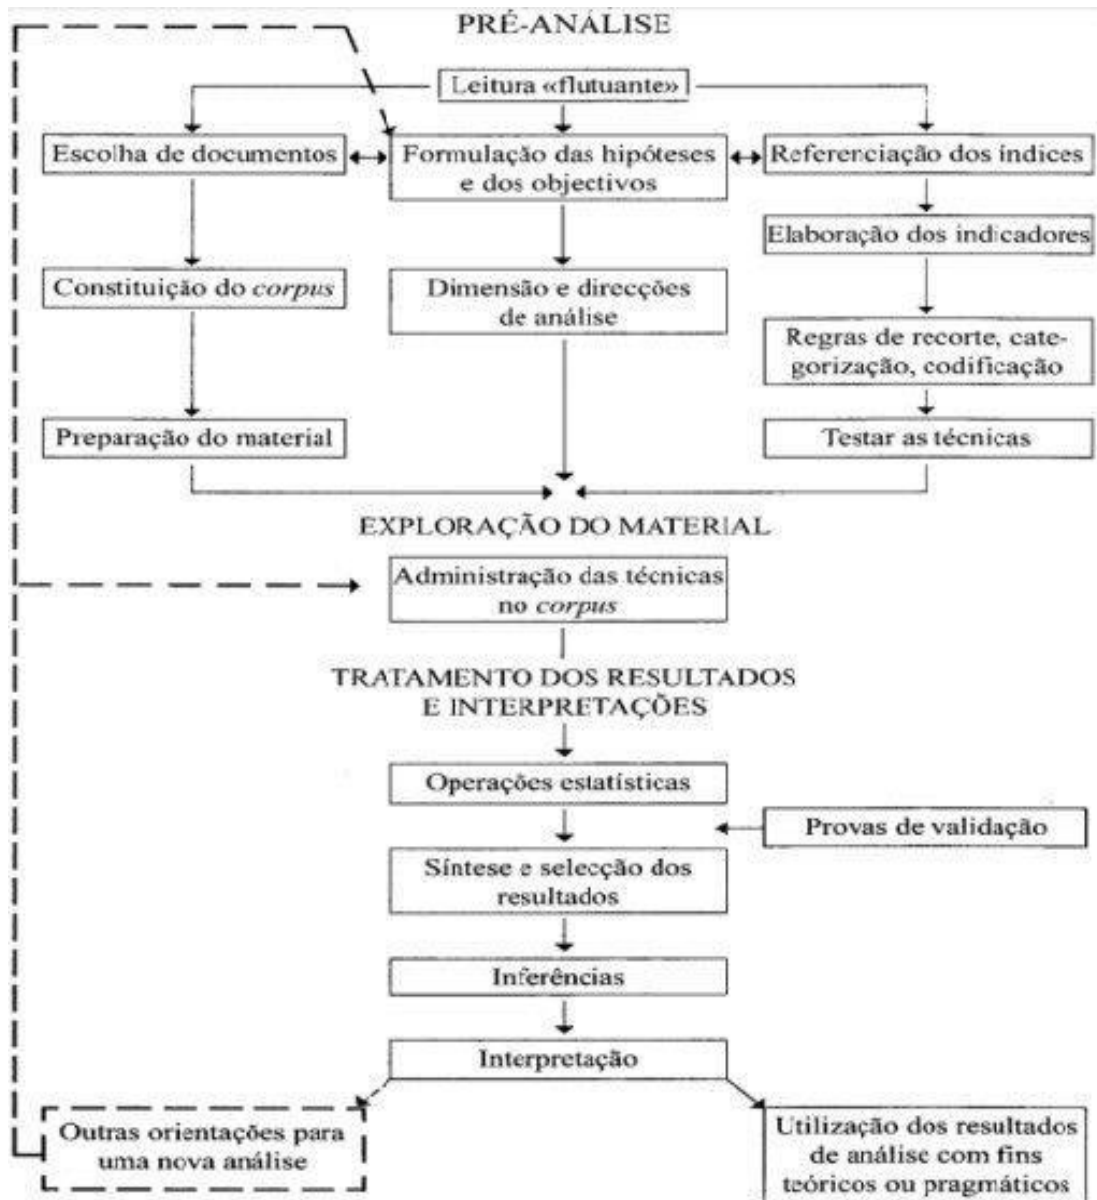 PRÉ-ANÁLISE
Leitura «flutuante»
Escolha de documentos
Formulação das hipóteses
e dos objectivos
Referenciação dos índices
Elaboração dos indicadores
Constituição do corpus
Dimensão e direcções
de análise
Regras de recorte, cate-
gorização, codificação
Preparação do material
Testar as técnicas
EXPLORAÇÃO DO MATERIAL
Administração das técnicas
no corpus
TRATAMENTO DOS RESULTADOS
E INTERPRETAÇÕES
Operações estatísticas
Provas de validação
Síntese e selecção dos
resultados
Inferências
Interpretação
Outras orientações para
uma nova análise
Utilização dos resultados
de análise com fins
teóricos ou pragmáticos